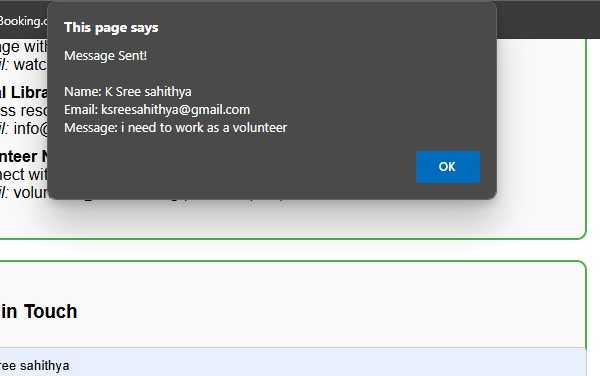 Booking.c
This page says
Message Sent!
Name: K Sree sahithya
Email: ksreesahithya@gmail.com
Message: i need to work as a volunteer
OK
ge with
il: watc
al Libra
ss reso
il: info@
nteer N
nect wit
il: volun
in Touch
ree sahithya